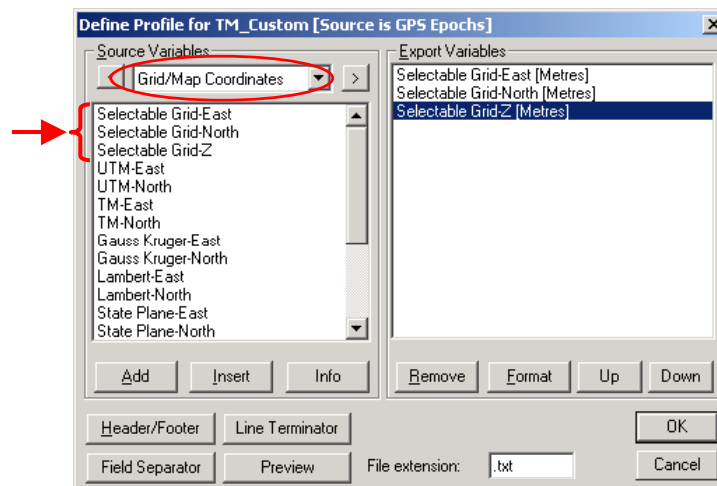 Define Profile for TM_Custom [Source is GPS Epochs]
Source Variables
< Grid/Map Coordinates >
Selectable Grid-East
Selectable Grid-North
Selectable Grid-Z
UTM-East
UTM-North
TM-East
TM-North
Gauss Kruger-East
Gauss Kruger-North
Lambert-East
Lambert-North
State Plane-East
State Plane-North
Add Insert Info
Export Variables
Selectable Grid-East [Metres]
Selectable Grid-North [Metres]
Selectable Grid-Z [Metres]
Remove Format Up Down
Header/Footer Line Terminator
OK
Field Separator Preview File extension: .txt Cancel